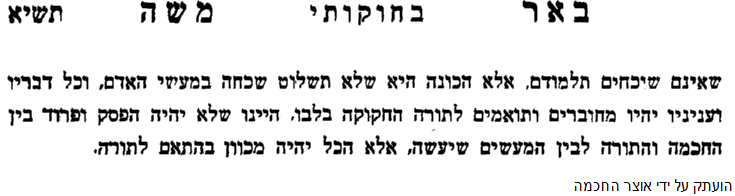 באר בחוקותי משה תשיא
שאינם שיכחים תלמודם, אלא הכונה היא שלא תשלוט שכחה במעשי האדם, וכל דבריו
ועניניו יהיו מחוברים ותואמים לתורה החקוקה בלבו, היינו שלא יהיה הפסק ופרוד בין
החכמה והתורה לבין המעשים שיעשה, אלא הכל יהיה מכוון בהתאם לתורה.
הועתק על ידי אוצר החכמה